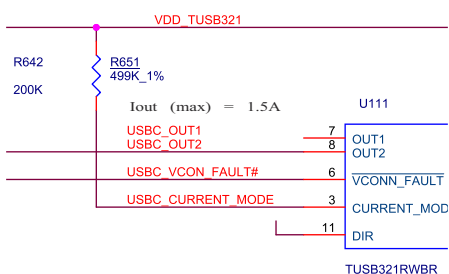 VDD_TUSB321
R642
R651
499K_1%
200K
Iout (max) = 1.5A
U111
USBC_OUT1
7
OUT1
USBC_OUT2
8
OUT2
USBC_VCON_FAULT#
6
VCONN_FAULT
USBC_CURRENT_MODE
3
CURRENT_MOD
11
DIR
TUSB321RWBR